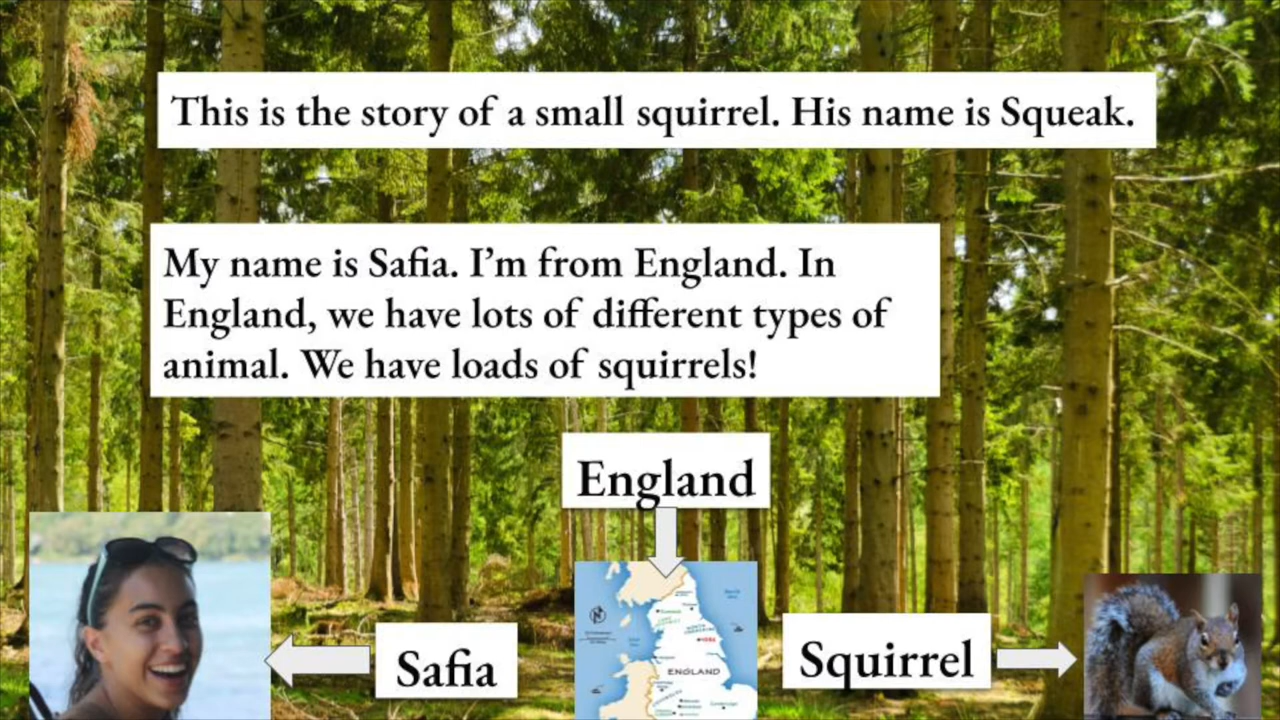 This is the story of a small squirrel. His name is Squeak.
My name is Safia. I'm from England. In
England, we have lots of different types of
animal. We have loads of squirrels!
England
Safia
Squirrel
ENGLAND